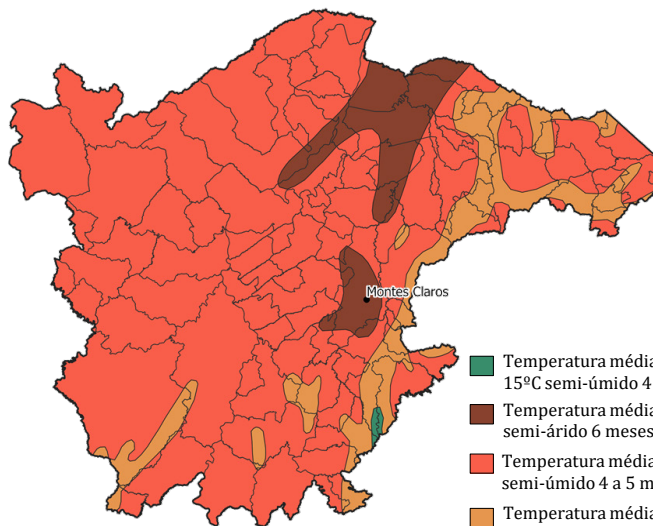 Montes Claros
Temperatura média
15ºC semi-úmido 4
Temperatura média
semi-árido 6 meses
Temperatura média
semi-úmido 4 a 5 m
Temperatura média